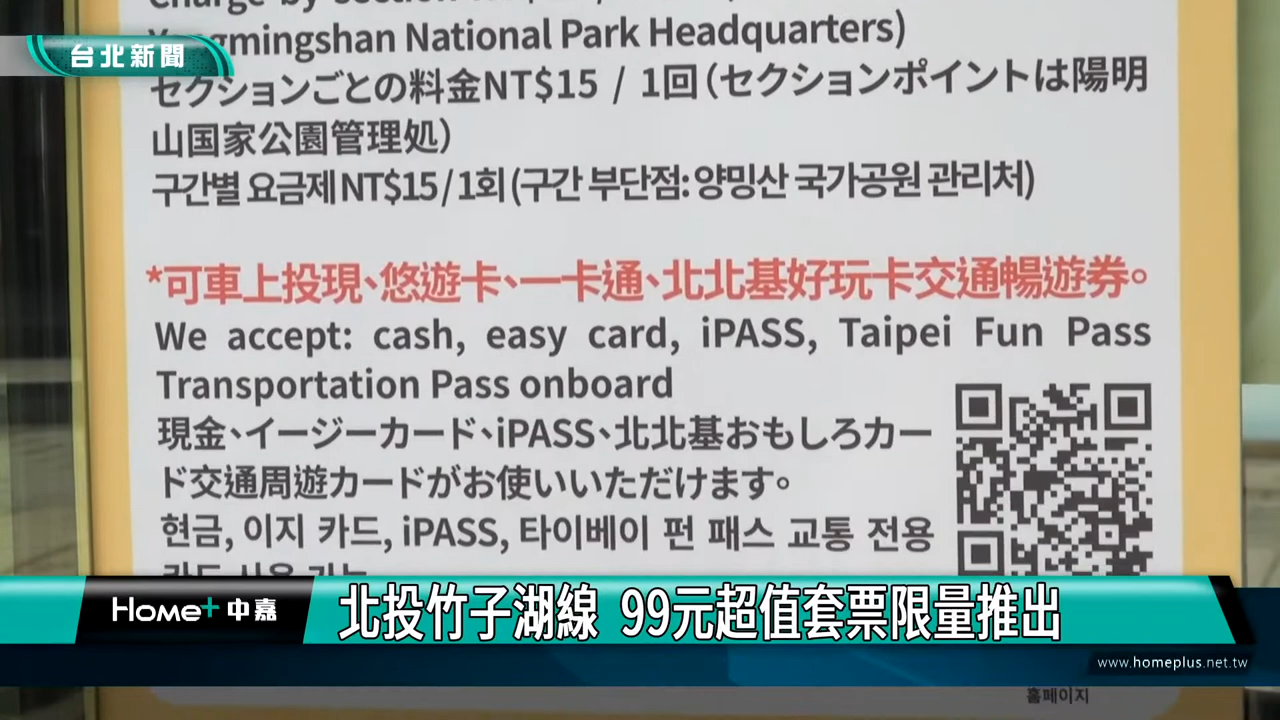 Charge by section
Yangmingshan National Park Headquarters)
台北新聞
セクションごとの料金NT$15 / 1回(セクションポイントは陽明
山国家公園管理処)
구간별 요금제 NT$15 / 1회 (구간 부단점: 양밍산 국가공원 관리처)
*可車上投現、悠遊卡、一卡通、北北基好玩卡交通暢遊券。
We accept: cash, easy card, iPASS, Taipei Fun Pass
Transportation Pass onboard
現金、イージーカード、iPASS、北北基おもしろカー
ド交通周遊カードがお使いいただけます。
현금, 이지 카드, iPASS, 타이베이 펀 패스 교통 전용
Home+ 中嘉
北投竹子湖線 99元超值套票限量推出
www.homeplus.net.tw
홈페이지